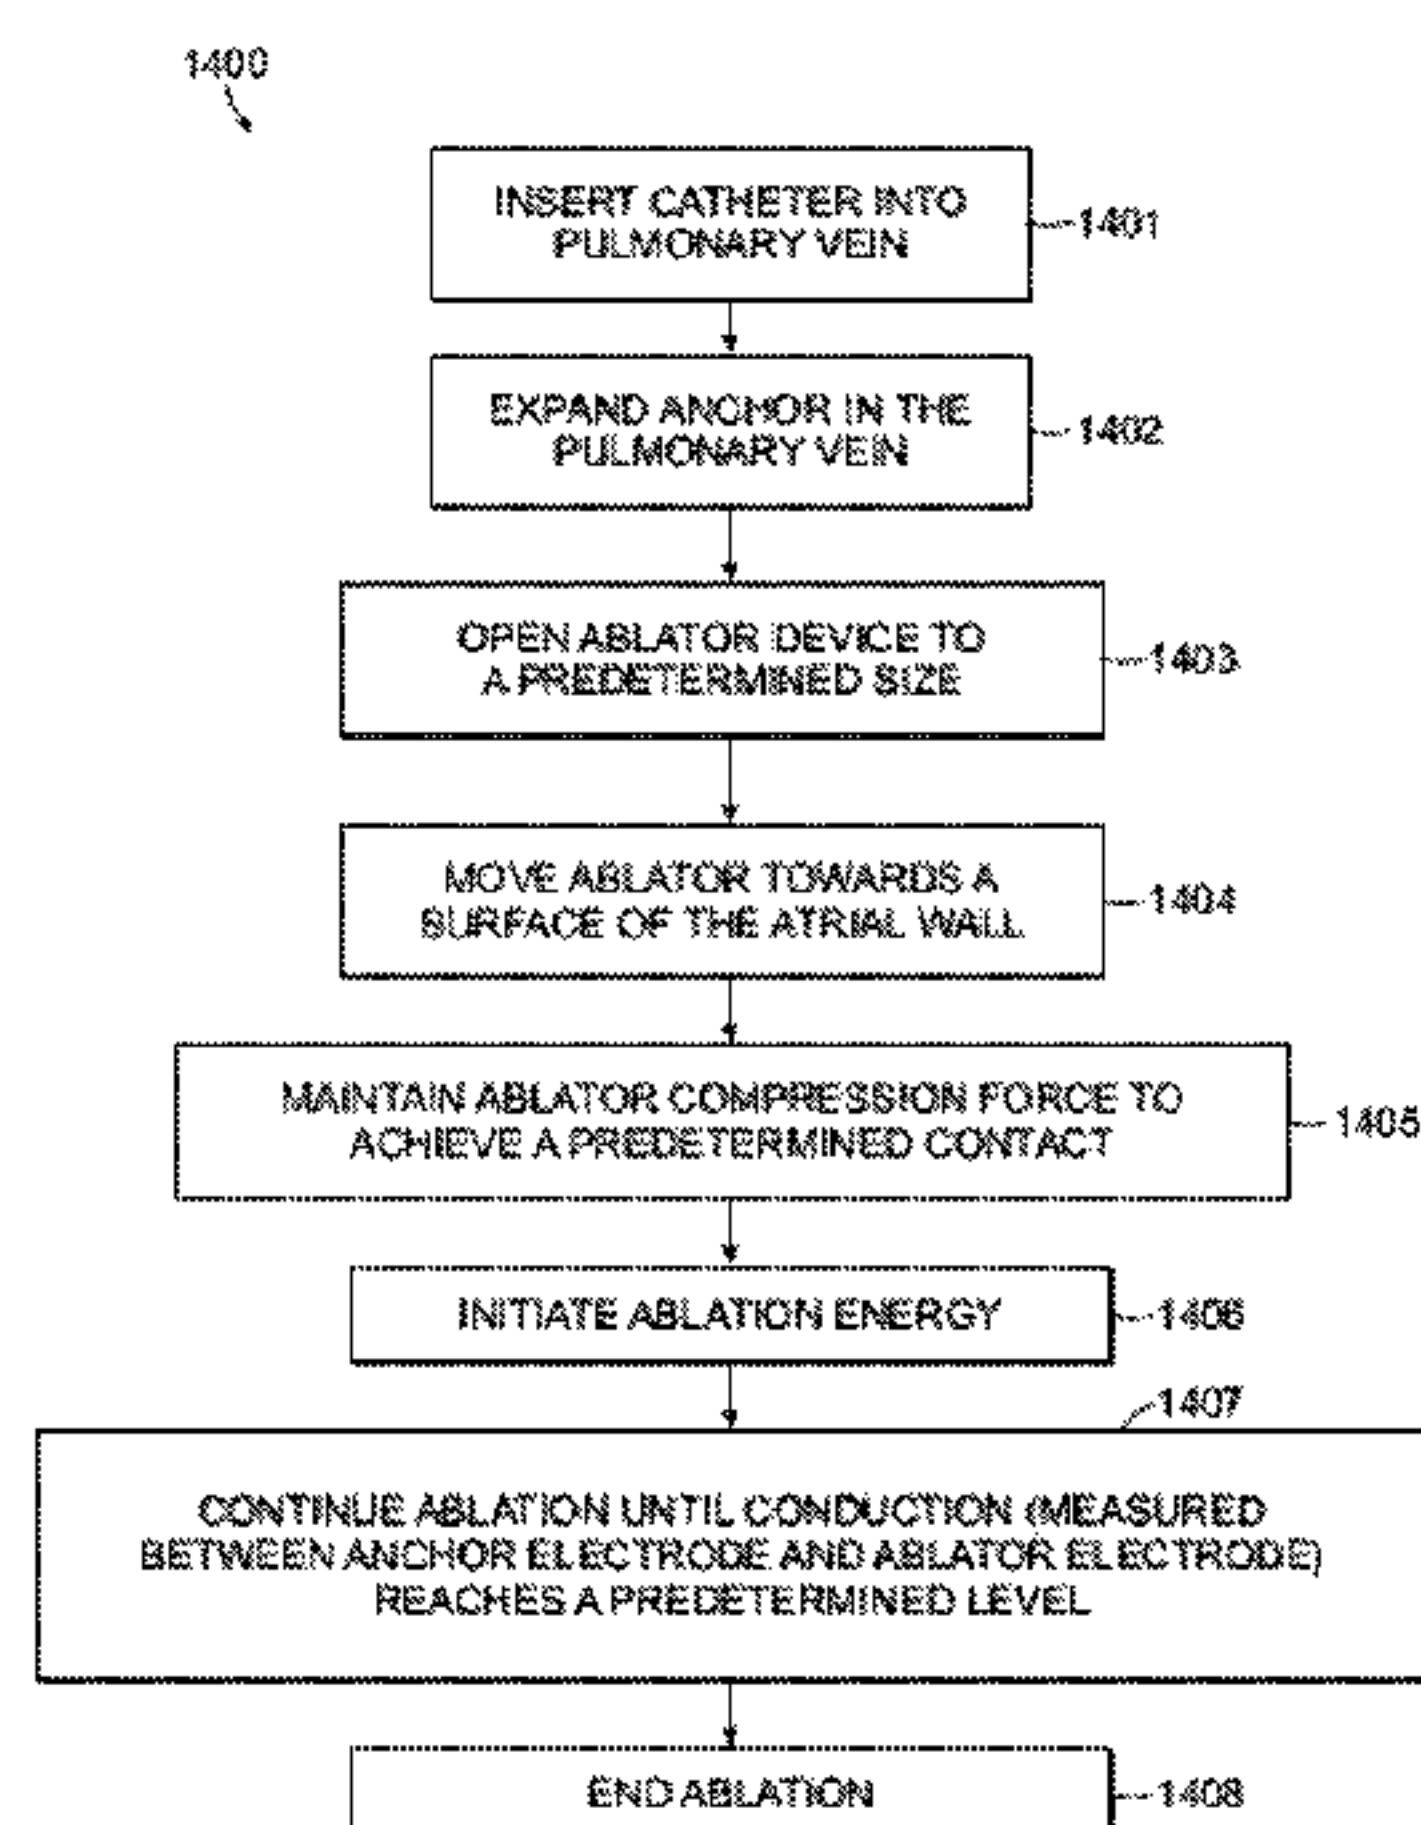 1400
INSERT CATHETER INTO
PULMONARY VEIN
1401
EXPAND ANCHOR IN THE
PULMONARY VEIN
1402
OPEN ABLATOR DEVICE TO
A PREDETERMINED SIZE
1403
MOVE ABLATOR TOWARDS A
SURFACE OF THE ATRIAL WALL
1404
MAINTAIN ABLATOR COMPRESSION FORCE TO
ACHIEVE A PREDETERMINED CONTACT
1405
INITIATE ABLATION ENERGY
1406
1407
CONTINUE ABLATION UNTIL CONDUCTION (MEASURED
BETWEEN ANCHOR ELECTRODE AND ABLATOR ELECTRODE)
REACHES A PREDETERMINED LEVEL
END ABLATION
1408